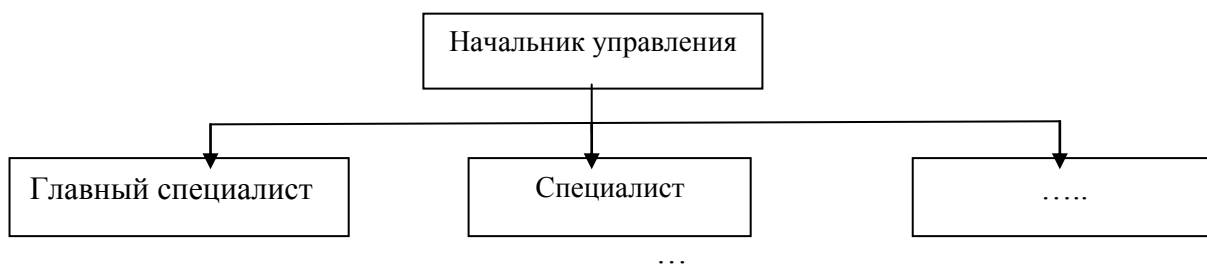 Начальник управления
Главный специалист
Специалист
…..
…